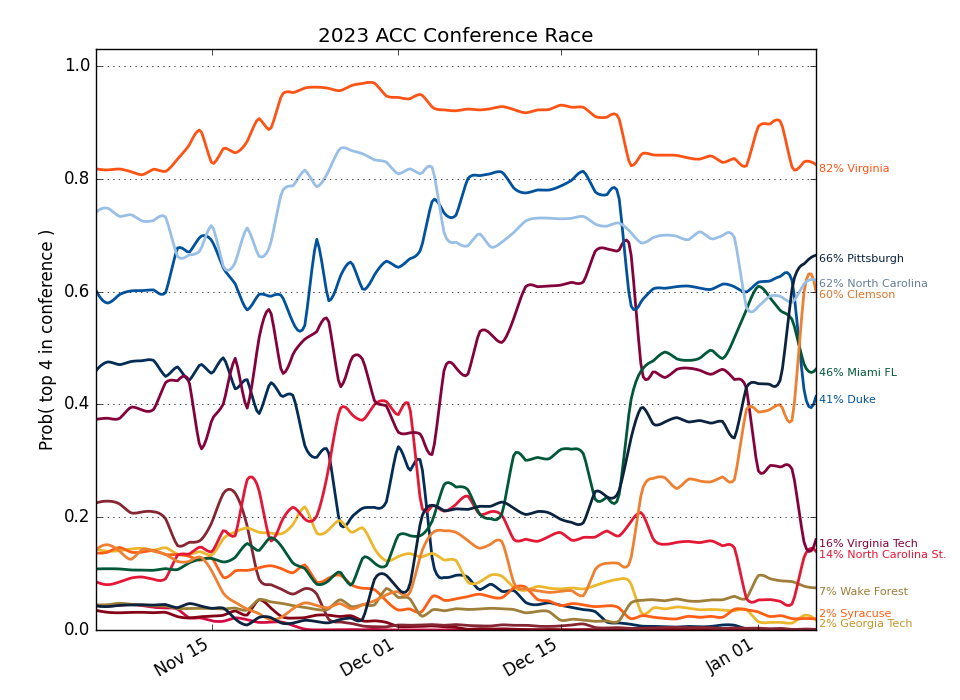 2023 ACC Conference Race
Prob( top 4 in conference )
1.0
0.8
0.6
0.4
0.2
0.0
Nov 15
Dec 01
Dec 15
Jan 01
82% Virginia
66% Pittsburgh
62% North Carolina
60% Clemson
46% Miami FL
41% Duke
16% Virginia Tech
14% North Carolina St.
7% Wake Forest
2% Syracuse
2% Georgia Tech